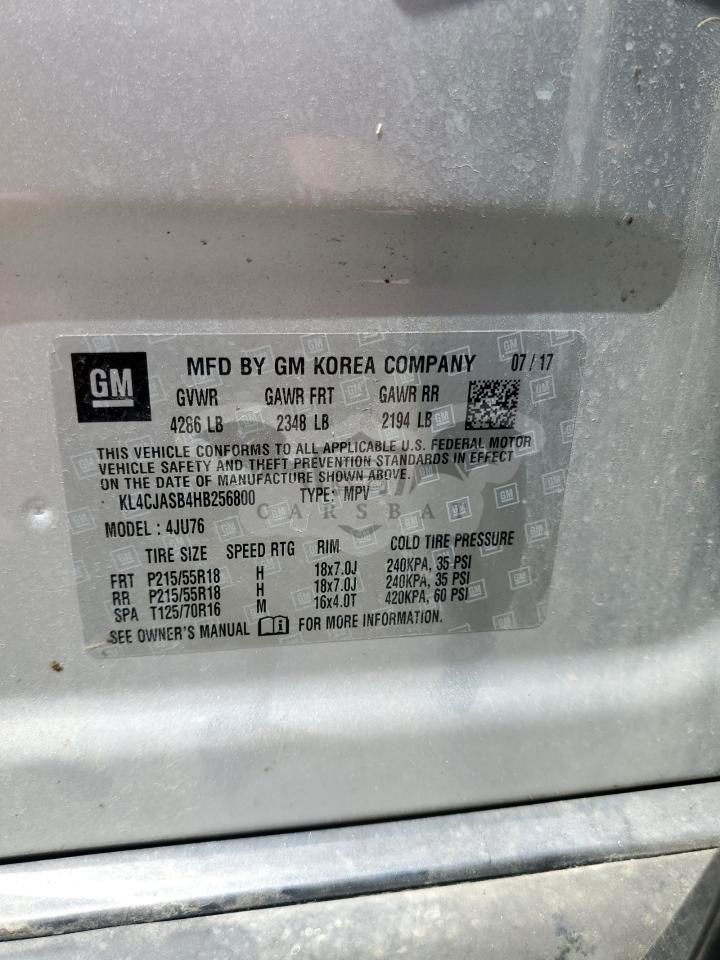 GM
MFD BY GM KOREA COMPANY 07/17
GVWR GAWR FRT GAWR RR
4286 LB 2348 LB 2194 LB
THIS VEHICLE CONFORMS TO ALL APPLICABLE U.S. FEDERAL MOTOR
VEHICLE SAFETY AND THEFT PREVENTION STANDARDS IN EFFECT
ON THE DATE OF MANUFACTURE SHOWN ABOVE.
KL4CJASB4HB256800 TYPE: MPV
CARSBAT
MODEL: 4JU76
TIRE SIZE SPEED RTG RIM COLD TIRE PRESSURE
FRT P215/55R18 H 18x7.0J 240KPA, 35 PSI
RR P215/55R18 H 18x7.0J 240KPA, 35 PSI
SPA T125/70R16 M 16x4.0T 420KPA, 60 PSI
SEE OWNER'S MANUAL FOR MORE INFORMATION.